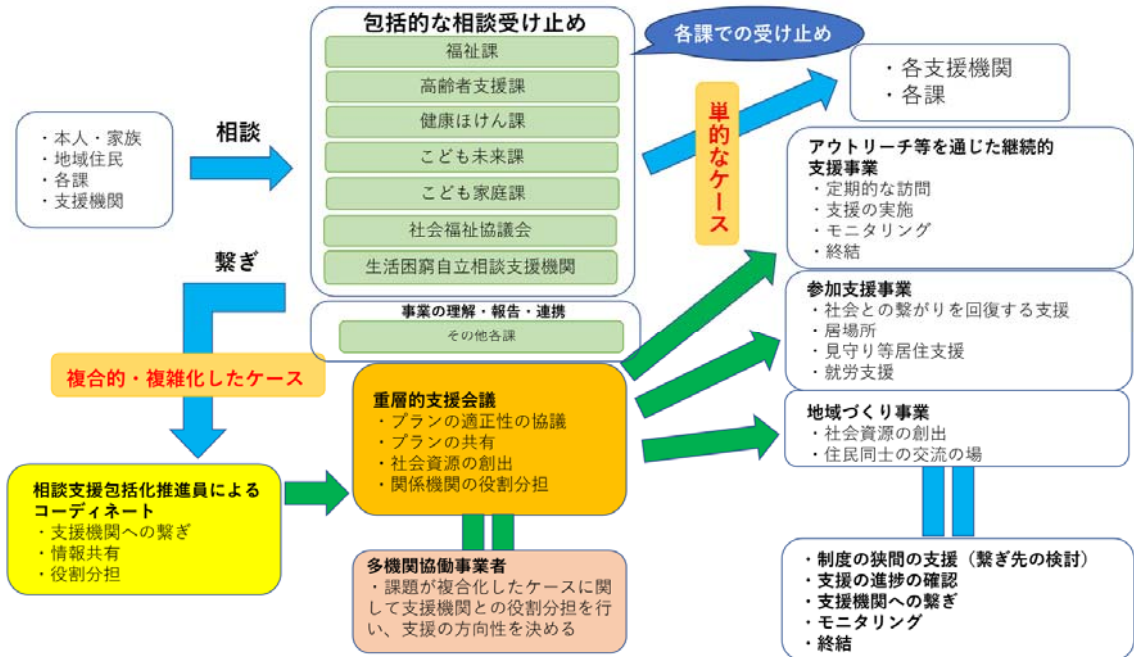 包括的な相談受け止め
福祉課
高齢者支援課
健康ほけん課
こども未来課
こども家庭課
社会福祉協議会
生活困窮自立相談支援機関
各課での受け止め
・各支援機関
・各課
・本人・家族
・地域住民
・各課
・支援機関
相談
単的なケース
アウトリーチ等を通じた継続的
支援事業
・定期的な訪問
・支援の実施
・モニタリング
・終結
繋ぎ
事業の理解・報告・連携
その他各課
参加支援事業
・社会との繋がりを回復する支援
・居場所
・見守り等居住支援
・就労支援
複合的・複雑化したケース
重層的支援会議
・プランの適正性の協議
・プランの共有
・社会資源の創出
・関係機関の役割分担
地域づくり事業
・社会資源の創出
・住民同士の交流の場
相談支援包括化推進員による
コーディネート
・支援機関への繋ぎ
・情報共有
・役割分担
多機関協働事業者
・課題が複合化したケースに関
して支援機関との役割分担を行
い、支援の方向性を決める
・制度の狭間の支援（繋ぎ先の検討）
・支援の進捗の確認
・支援機関への繋ぎ
・モニタリング
・終結